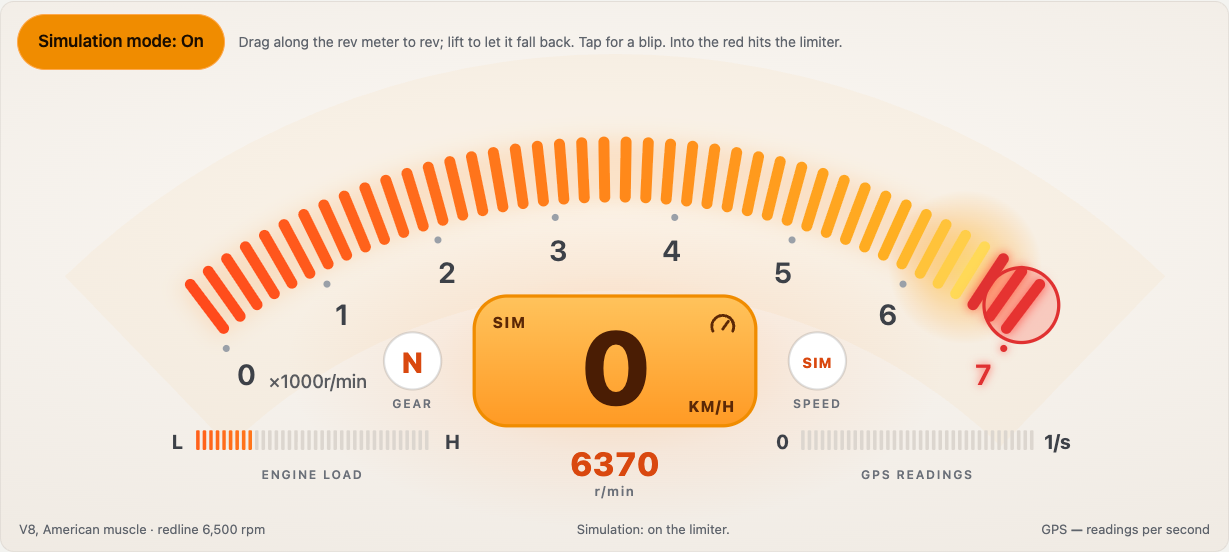 Simulation mode: On
Drag along the rev meter to rev; lift to let it fall back. Tap for a blip. Into the red hits the limiter.
0
1
2
3
4
5
6
7
×1000r/min
N
GEAR
SIM
0
KM/H
SIM
SPEED
L
H
ENGINE LOAD
6370
r/min
0
1/s
GPS READINGS
V8, American muscle · redline 6,500 rpm
Simulation: on the limiter.
GPS — readings per second